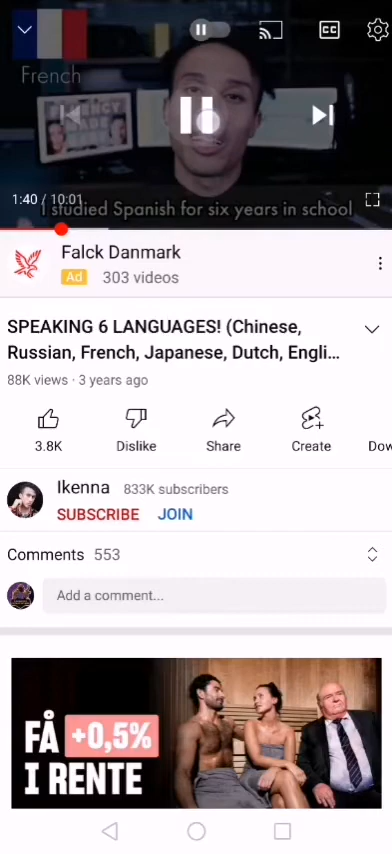 French
1:40 / 10:01
I studied Spanish for six years in school
Falck Danmark
Ad 303 videos
SPEAKING 6 LANGUAGES! (Chinese,
Russian, French, Japanese, Dutch, Engli...
88K views · 3 years ago
3.8K Dislike Share Create Dow
Ikenna 833K subscribers
SUBSCRIBE JOIN
Comments 553
Add a comment...
FÅ +0,5%
I RENTE